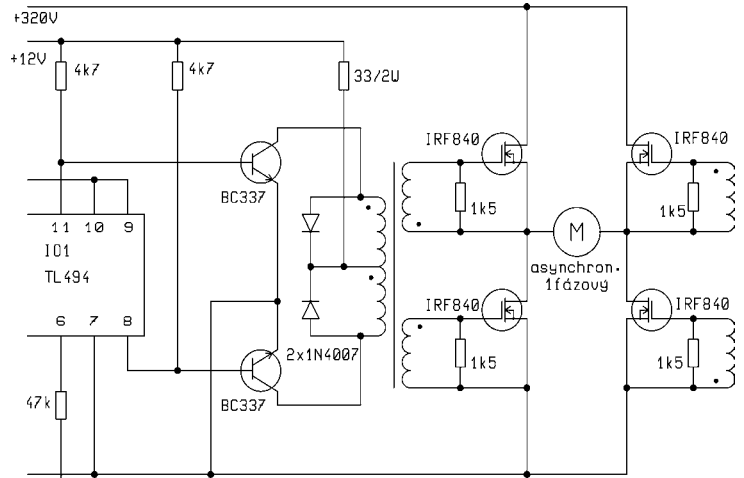 +320V
+12V
4k7
4k7
33/2W
IRF840
IRF840
BC337
1k5
1k5
11 10 9
IO1
TL494
M
asynchron.
1fázový
6 7 8
IRF840
IRF840
2x1N4007
1k5
1k5
47k
BC337